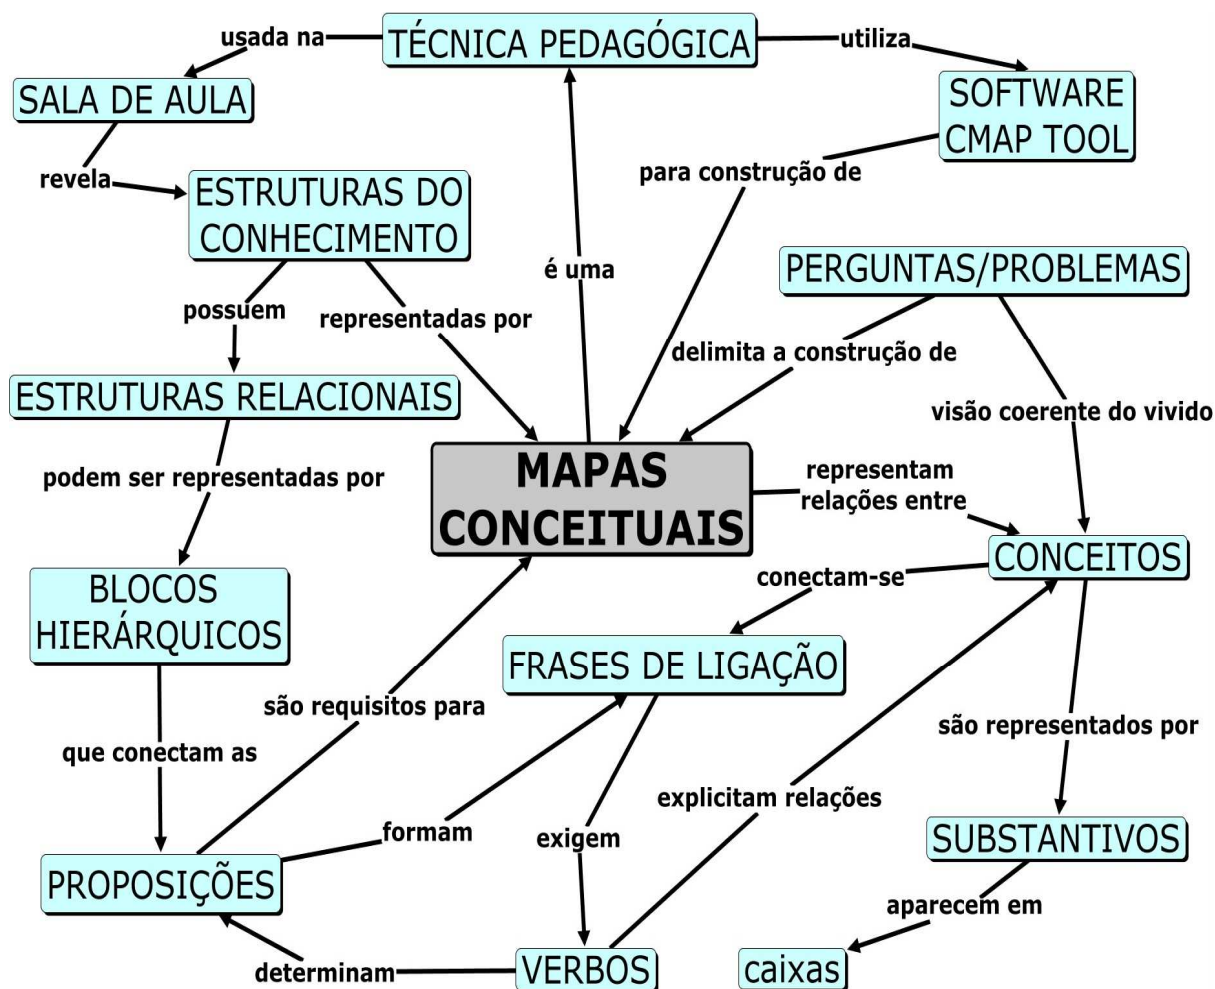 usada na
TÉCNICA PEDAGÓGICA
utiliza
SALA DE AULA
SOFTWARE
CMAP TOOL
revela
para construção de
ESTRUTURAS DO
CONHECIMENTO
é uma
PERGUNTAS/PROBLEMAS
possuem
representadas por
delimita a construção de
ESTRUTURAS RELACIONAIS
visão coerente do vivido
podem ser representadas por
MAPAS
CONCEITUAIS
representam
relações entre
CONCEITOS
BLOCOS
HIERÁRQUICOS
conectam-se
FRASES DE LIGAÇÃO
são requisitos para
são representados por
que conectam as
explicitam relações
formam
exigem
SUBSTANTIVOS
PROPOSIÇÕES
aparecem em
determinam
VERBOS
caixas